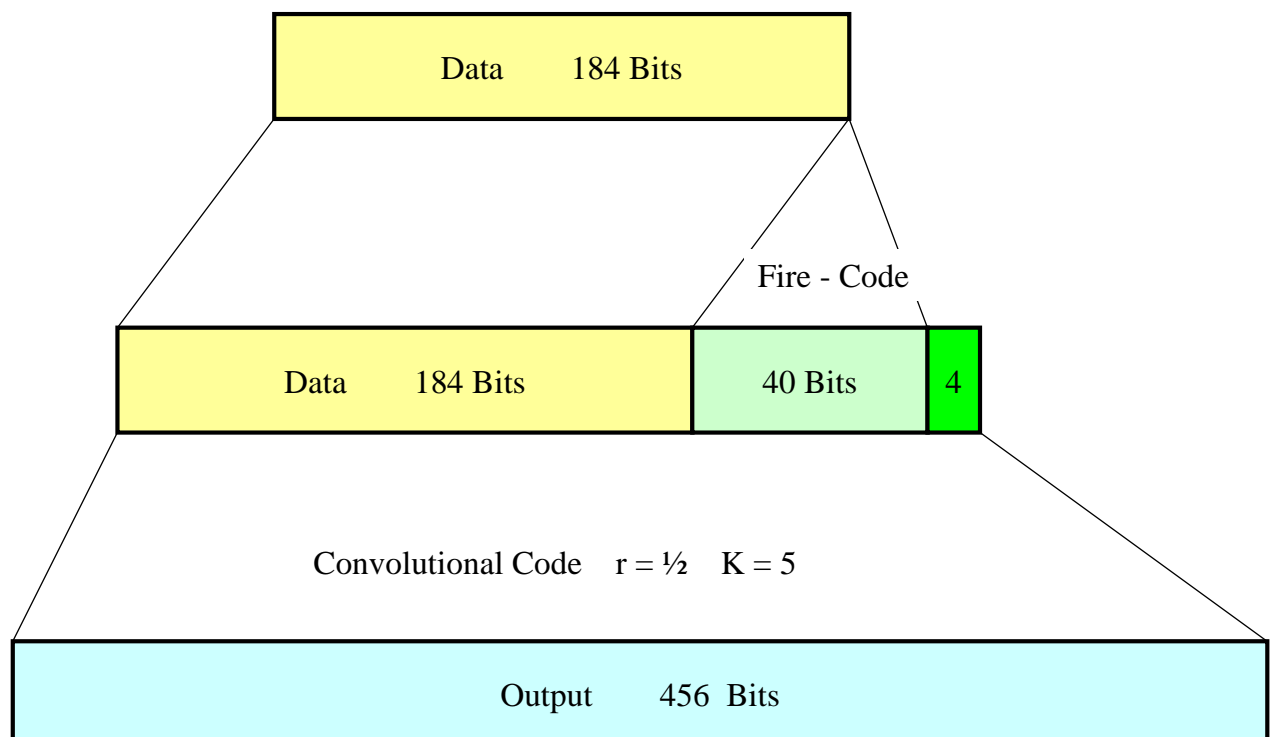 Data 184 Bits
Fire - Code
Data 184 Bits 40 Bits 4
Convolutional Code r = ½ K = 5
Output 456 Bits